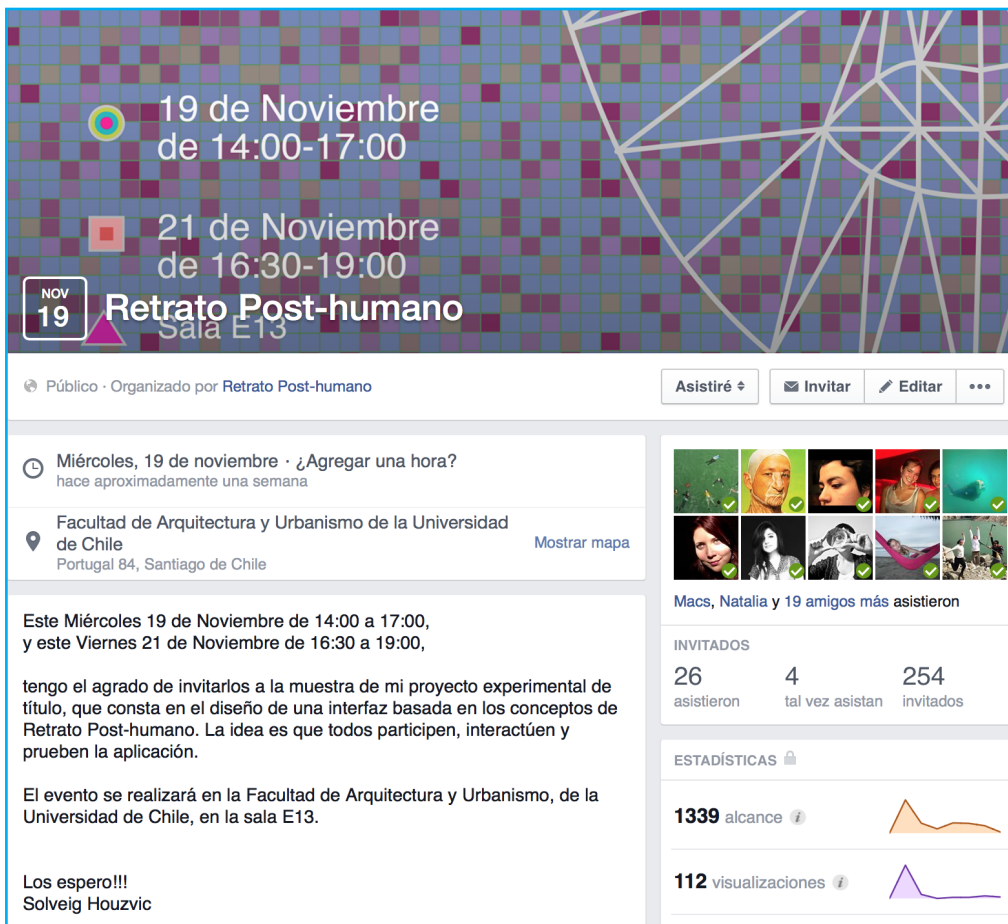 19 de Noviembre
de 14:00-17:00
21 de Noviembre
de 16:30-19:00
NOV
19
Retrato Post-humano
Sala E13
Público · Organizado por Retrato Post-humano
Asistiré
Invitar
Editar
Miércoles, 19 de noviembre · ¿Agregar una hora?
hace aproximadamente una semana
Facultad de Arquitectura y Urbanismo de la Universidad
de Chile
Mostrar mapa
Portugal 84, Santiago de Chile
Este Miércoles 19 de Noviembre de 14:00 a 17:00,
y este Viernes 21 de Noviembre de 16:30 a 19:00,
tengo el agrado de invitarlos a la muestra de mi proyecto experimental de
título, que consta en el diseño de una interfaz basada en los conceptos de
Retrato Post-humano. La idea es que todos participen, interactúen y
prueben la aplicación.
El evento se realizará en la Facultad de Arquitectura y Urbanismo, de la
Universidad de Chile, en la sala E13.
Los espero!!!
Solveig Houzvic
Macs, Natalia y 19 amigos más asistieron
INVITADOS
26
asistieron
4
tal vez asistan
254
invitados
ESTADÍSTICAS
1339 alcance i
112 visualizaciones i